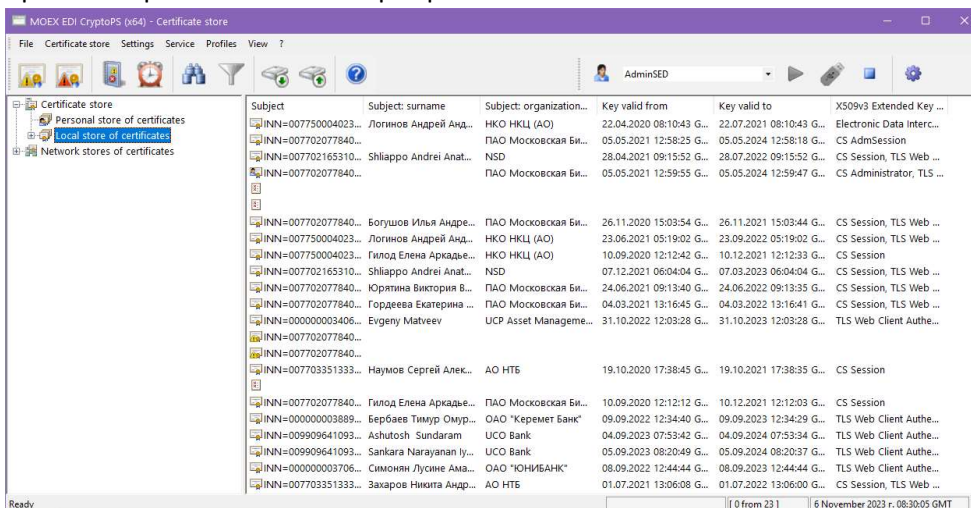 MOEX EDI CryptoPS (x64) - Certificate store
File Certificate store Settings Service Profiles View ?
AdminSED
Certificate store
Personal store of certificates
Local store of certificates
Network stores of certificates
Subject Subject: surname Subject: organization... Key valid from Key valid to X509v3 Extended Key ...
INN=007750004023... Логинов Андрей Анд... НКО НКЦ (АО) 22.04.2020 08:10:43 G... 22.07.2021 08:10:43 G... Electronic Data Interc...
INN=007702077840... ПАО Московская Би... 05.05.2021 12:58:25 G... 05.05.2024 12:58:18 G... CS AdmSession
INN=007702165310... Shliappo Andrei Anat... NSD 28.04.2021 09:15:52 G... 28.07.2022 09:15:52 G... CS Session, TLS Web ...
INN=007702077840... ПАО Московская Би... 05.05.2021 12:59:55 G... 05.05.2024 12:59:47 G... CS Administrator, TLS ...
INN=007702077840... Богушов Илья Андре... ПАО Московская Би... 26.11.2020 15:03:54 G... 26.11.2021 15:03:44 G... CS Session, TLS Web ...
INN=007750004023... Логинов Андрей Анд... НКО НКЦ (АО) 23.06.2021 05:19:02 G... 23.09.2022 05:19:02 G... CS Session, TLS Web ...
INN=007750004023... Гилод Елена Аркадье... НКО НКЦ (АО) 10.09.2020 12:12:42 G... 10.12.2021 12:12:33 G... CS Session
INN=007702165310... Shliappo Andrei Anat... NSD 07.12.2021 06:04:04 G... 07.03.2023 06:04:04 G... CS Session, TLS Web ...
INN=007702077840... Юрятина Виктория В... ПАО Московская Би... 24.06.2021 09:13:40 G... 24.06.2022 09:13:35 G... CS Session, TLS Web ...
INN=007702077840... Гордеева Екатерина ... ПАО Московская Би... 04.03.2021 13:16:45 G... 04.03.2022 13:16:41 G... CS Session, TLS Web ...
INN=000000003406... Evgeny Matveev UCP Asset Manageme... 31.10.2022 12:03:28 G... 31.10.2023 12:03:28 G... TLS Web Client Authe...
INN=007702077840...
INN=007702077840...
INN=007703351333... Наумов Сергей Алек... АО НТБ 19.10.2020 17:38:45 G... 19.10.2021 17:38:35 G... CS Session
INN=007702077840... Гилод Елена Аркадье... ПАО Московская Би... 10.09.2020 12:12:12 G... 10.12.2021 12:12:03 G... CS Session
INN=000000003889... Бербаев Тимур Омур... ОАО "Керемет Банк" 09.09.2022 12:34:40 G... 09.09.2023 12:34:29 G... TLS Web Client Authe...
INN=009909641093... Ashutosh Sundaram UCO Bank 04.09.2023 07:53:42 G... 04.09.2024 07:53:34 G... TLS Web Client Authe...
INN=009909641093... Sankara Narayanan Iy... UCO Bank 05.09.2023 08:20:49 G... 05.09.2024 08:20:37 G... TLS Web Client Authe...
INN=000000003706... Симонян Лусине Ама... ОАО "ЮНИБАНК" 08.09.2022 12:44:44 G... 08.09.2023 12:44:44 G... TLS Web Client Authe...
INN=007703351333... Захаров Никита Андр... АО НТБ 01.07.2021 13:06:08 G... 01.07.2022 13:06:00 G... CS Session, TLS Web ...
Ready [ 0 from 23 ] 6 November 2023 г. 08:30:05 GMT